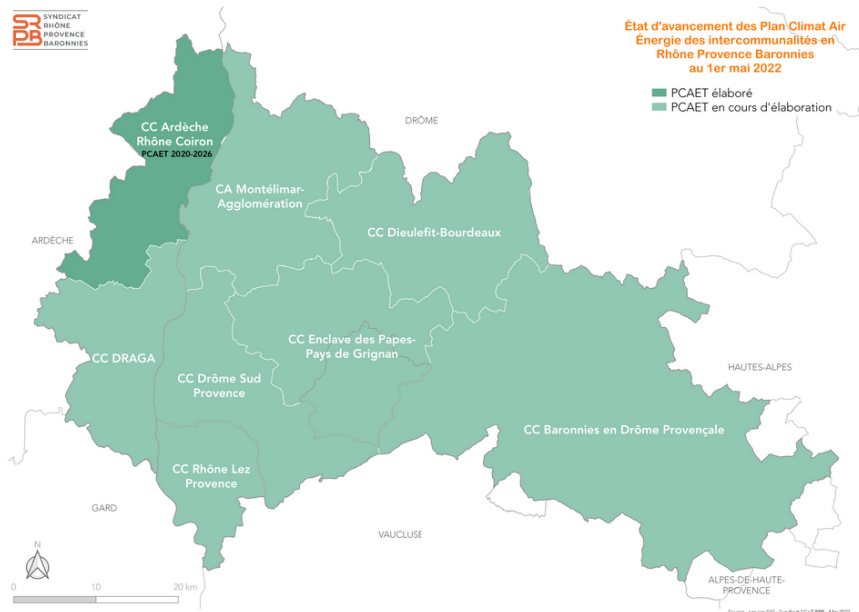 SYNDICAT
RHÔNE
PROVENCE
BARONNIES
État d'avancement des Plan Climat Air
Énergie des intercommunalités en
Rhône Provence Baronnies
au 1er mai 2022
PCAET élaboré
PCAET en cours d'élaboration
DRÔME
CC Ardèche
Rhône Coiron
PCAET 2020-2026
CA Montélimar-
Agglomération
CC Dieulefit-Bourdeaux
ARDÈCHE
CC Enclave des Papes-
Pays de Grignan
CC DRAGA
HAUTES-ALPES
CC Drôme Sud
Provence
CC Baronnies en Drôme Provençale
CC Rhône Lez
Provence
GARD
VAUCLUSE
N
ALPES-DE-HAUTE-
PROVENCE
0 10 20 km